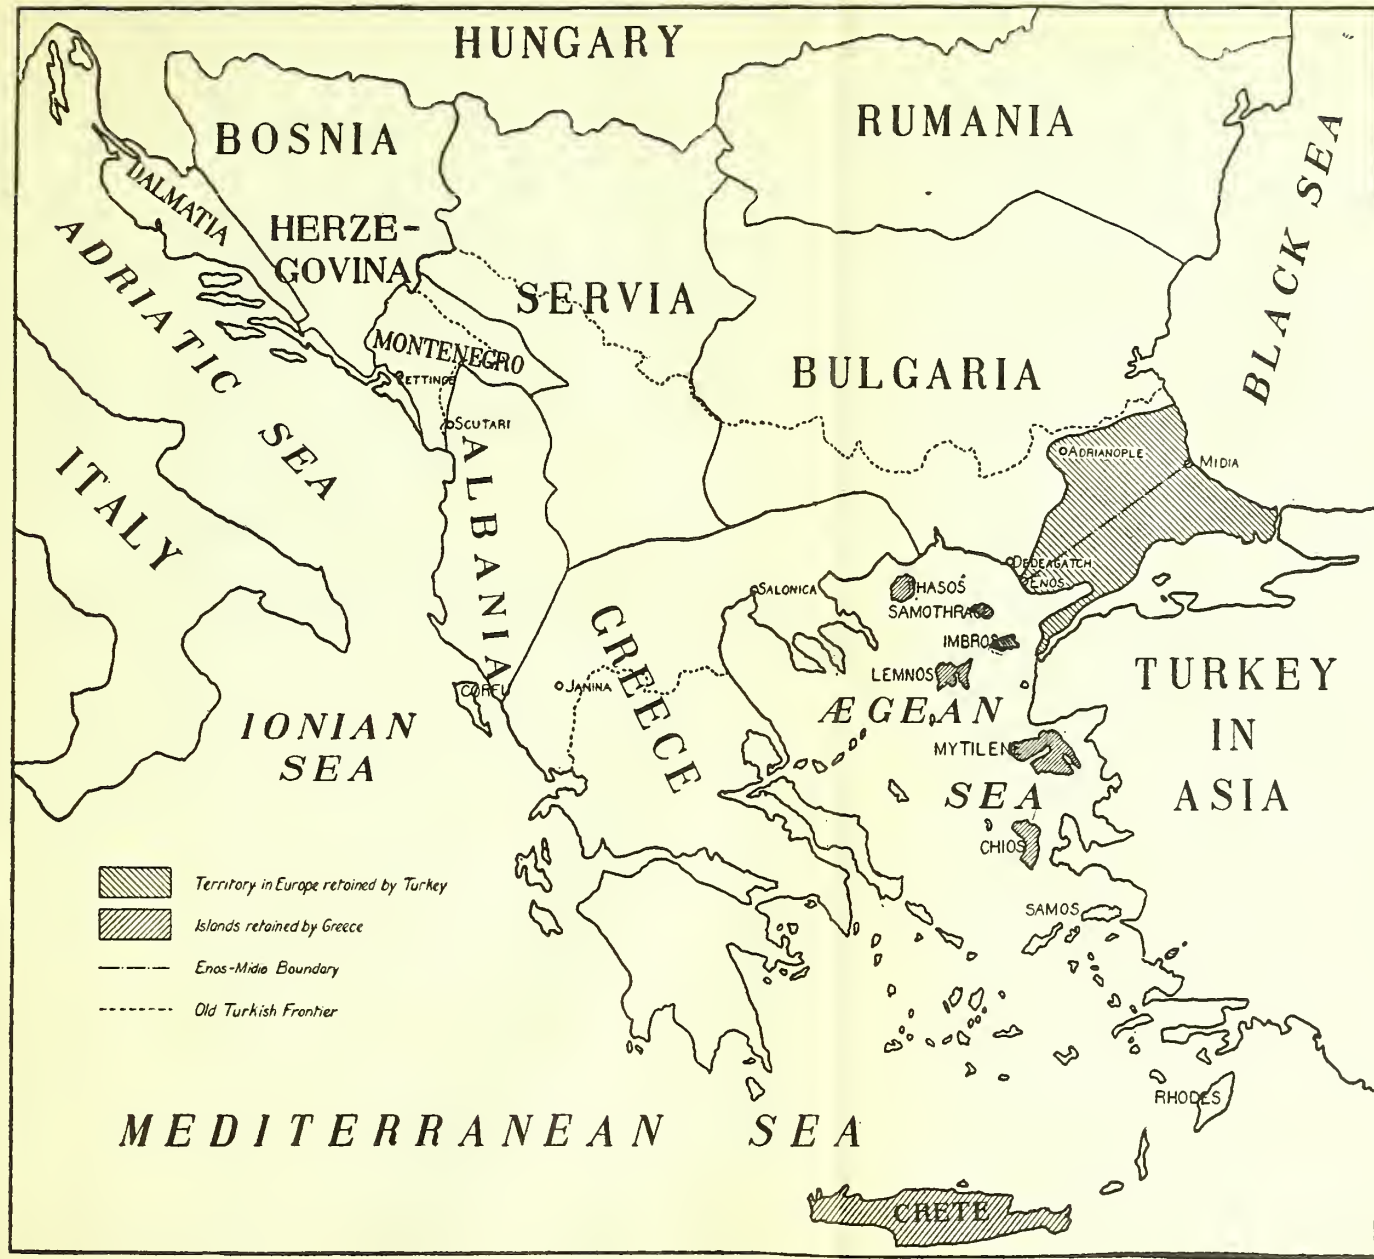 HUNGARY
RUMANIA
BOSNIA
DALMATIA
HERZE-
GOVINA
SERVIA
BLACK SEA
ADRIATIC SEA
MONTENEGRO
BULGARIA
ITALY
SCUTARI
ALBANIA
ADRIANOPLE
MIDIA
DEDEAGATCH
ENOS
SALONICA
THASOS
SAMOTHRACE
IMBROS
GREECE
LEMNOS
CORFU
JANINA
TURKEY
IN
ASIA
IONIAN
SEA
ÆGEAN
SEA
MYTILENE
CHIOS
Territory in Europe retained by Turkey
Islands retained by Greece
Enos-Midia Boundary
Old Turkish Frontier
SAMOS
RHODES
MEDITERRANEAN SEA
CRETE